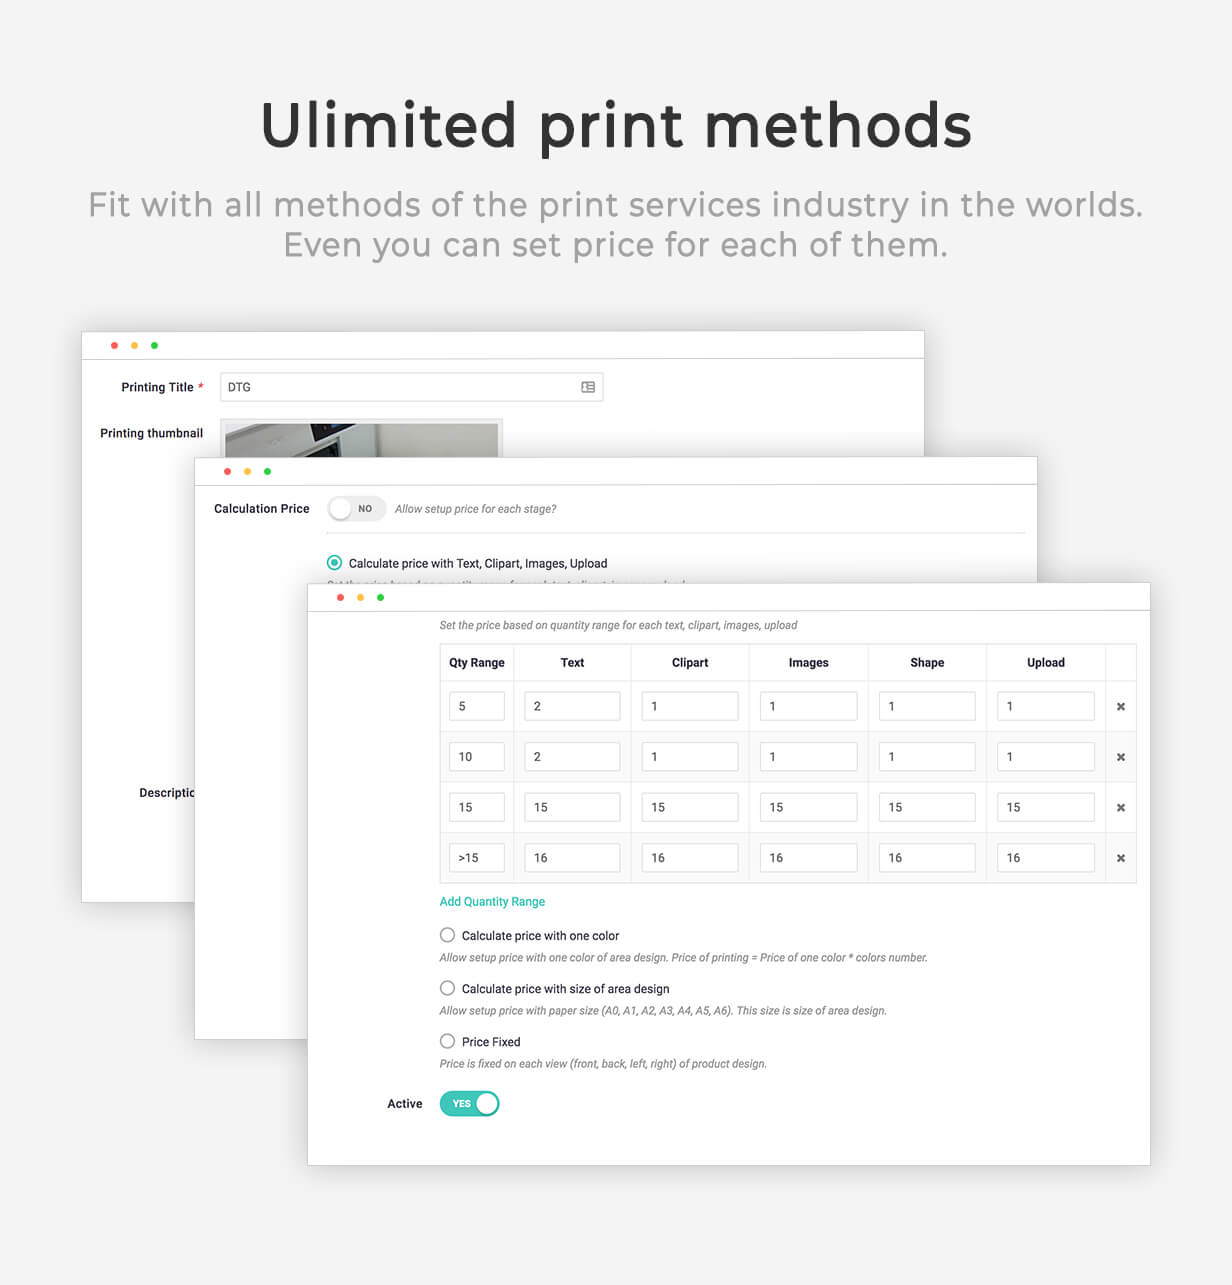 Ulimited print methods
Fit with all methods of the print services industry in the worlds.
Even you can set price for each of them.
Printing Title *
DTG
Printing thumbnail
Descriptio
Calculation Price
NO
Allow setup price for each stage?
Calculate price with Text, Clipart, Images, Upload
Set the price based on quantity range for each text, clipart, images, upload
Qty Range Text Clipart Images Shape Upload
5 2 1 1 1 1
10 2 1 1 1 1
15 15 15 15 15 15
>15 16 16 16 16 16
Add Quantity Range
Calculate price with one color
Allow setup price with one color of area design. Price of printing = Price of one color * colors number.
Calculate price with size of area design
Allow setup price with paper size (A0, A1, A2, A3, A4, A5, A6). This size is size of area design.
Price Fixed
Price is fixed on each view (front, back, left, right) of product design.
Active
YES